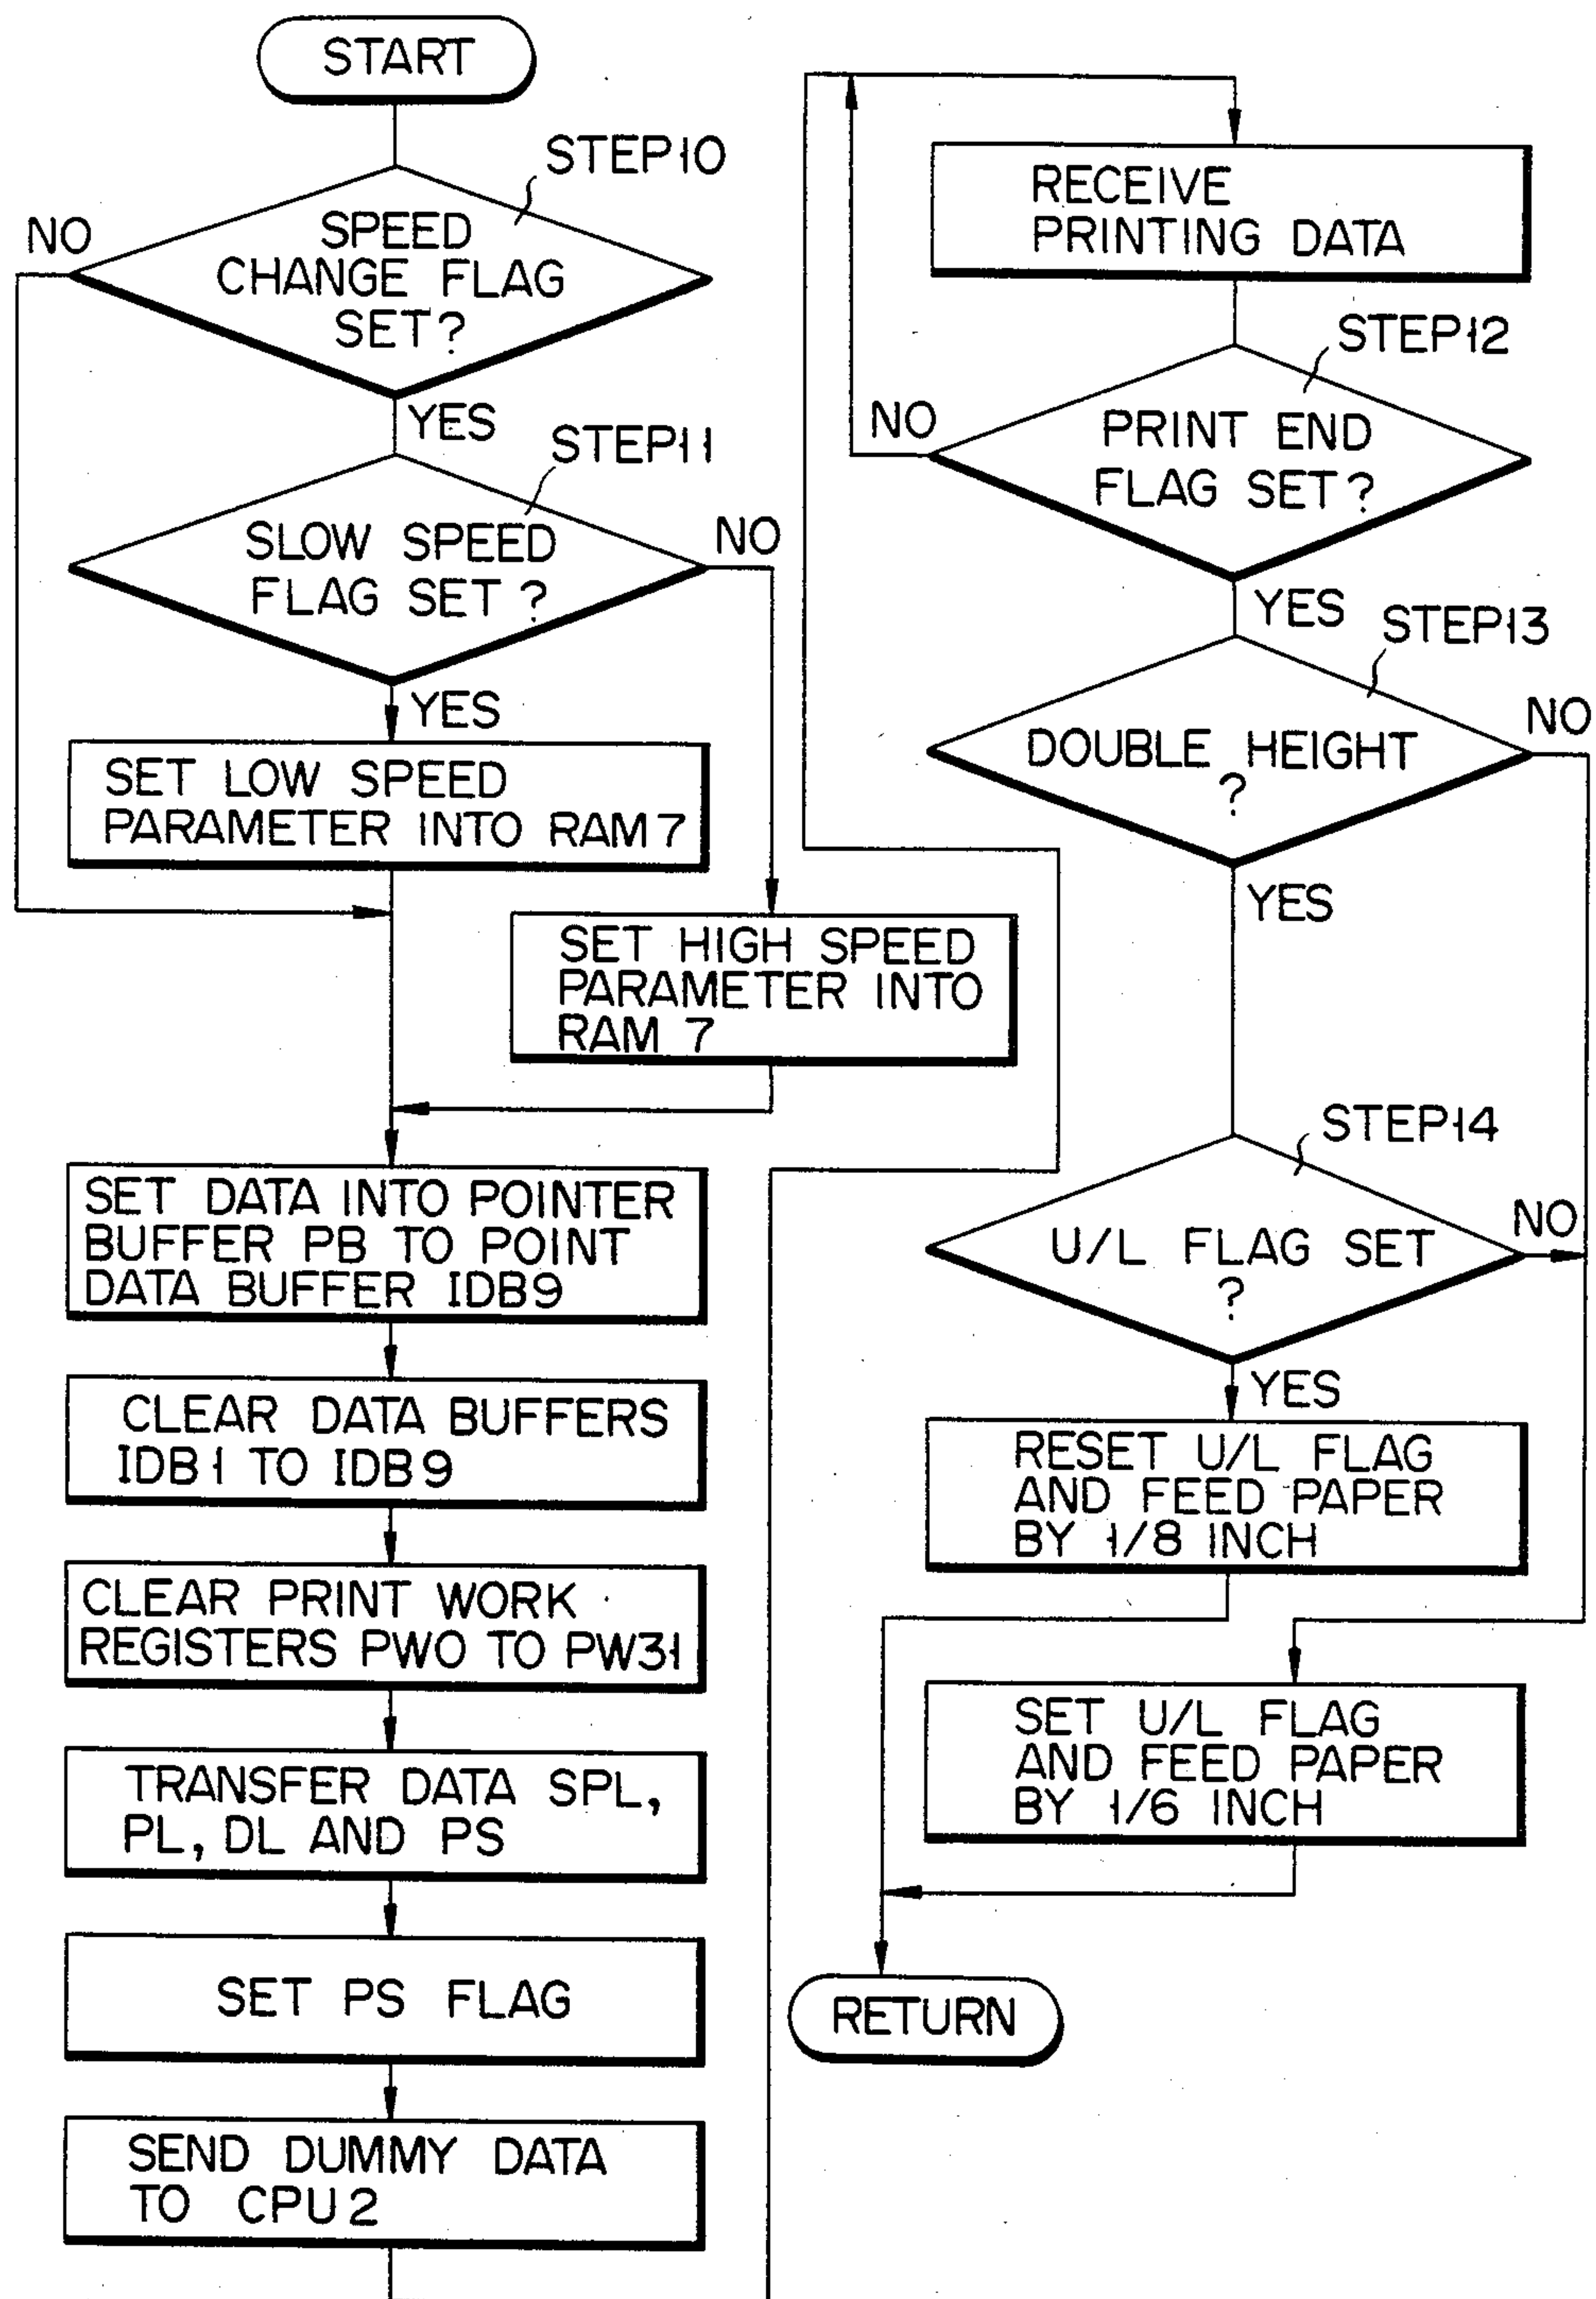 START
STEP10
NO
SPEED
CHANGE FLAG
SET?
YES
STEP11
NO
SLOW SPEED
FLAG SET?
YES
SET LOW SPEED
PARAMETER INTO RAM 7
SET HIGH SPEED
PARAMETER INTO
RAM 7
SET DATA INTO POINTER
BUFFER PB TO POINT
DATA BUFFER IDB9
CLEAR DATA BUFFERS
IDB1 TO IDB9
CLEAR PRINT WORK
REGISTERS PW0 TO PW31
TRANSFER DATA SPL,
PL, DL AND PS
SET PS FLAG
SEND DUMMY DATA
TO CPU2
RECEIVE
PRINTING DATA
STEP12
NO
PRINT END
FLAG SET?
YES
STEP13
NO
DOUBLE HEIGHT
?
YES
STEP14
NO
U/L FLAG SET
?
YES
RESET U/L FLAG
AND FEED PAPER
BY 1/8 INCH
SET U/L FLAG
AND FEED PAPER
BY 1/6 INCH
RETURN